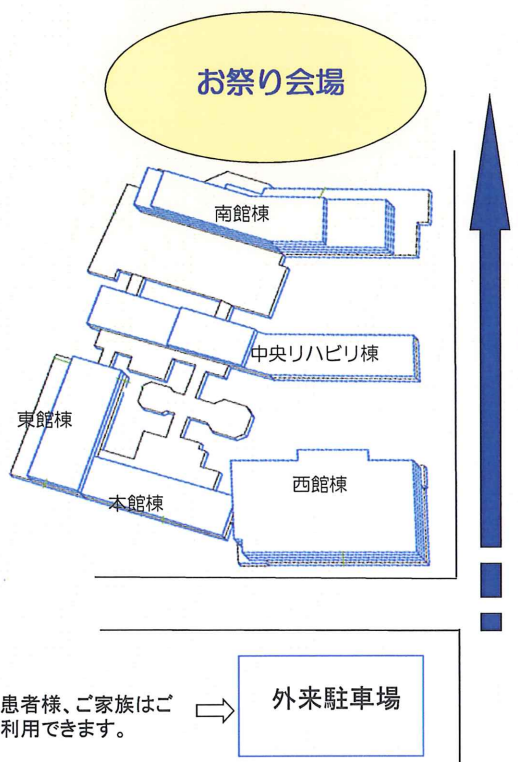 お祭り会場
南館棟
中央リハビリ棟
東館棟
西館棟
本館棟
患者様、ご家族はご
利用できます。
外来駐車場